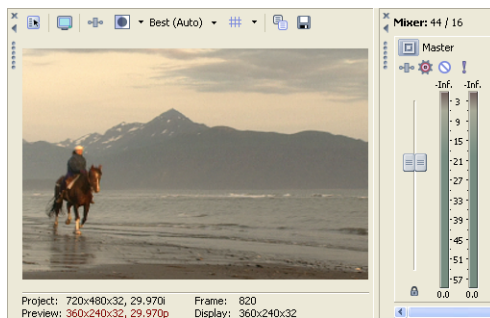 Best (Auto)
Project: 720x480x32, 29.970i Frame: 820
Preview: 360x240x32, 29.970p Display: 360x240x32
Mixer: 44 / 16
Master
-Inf. -Inf.
3
9
15
21
27
33
39
45
51
57
0.0 0.0